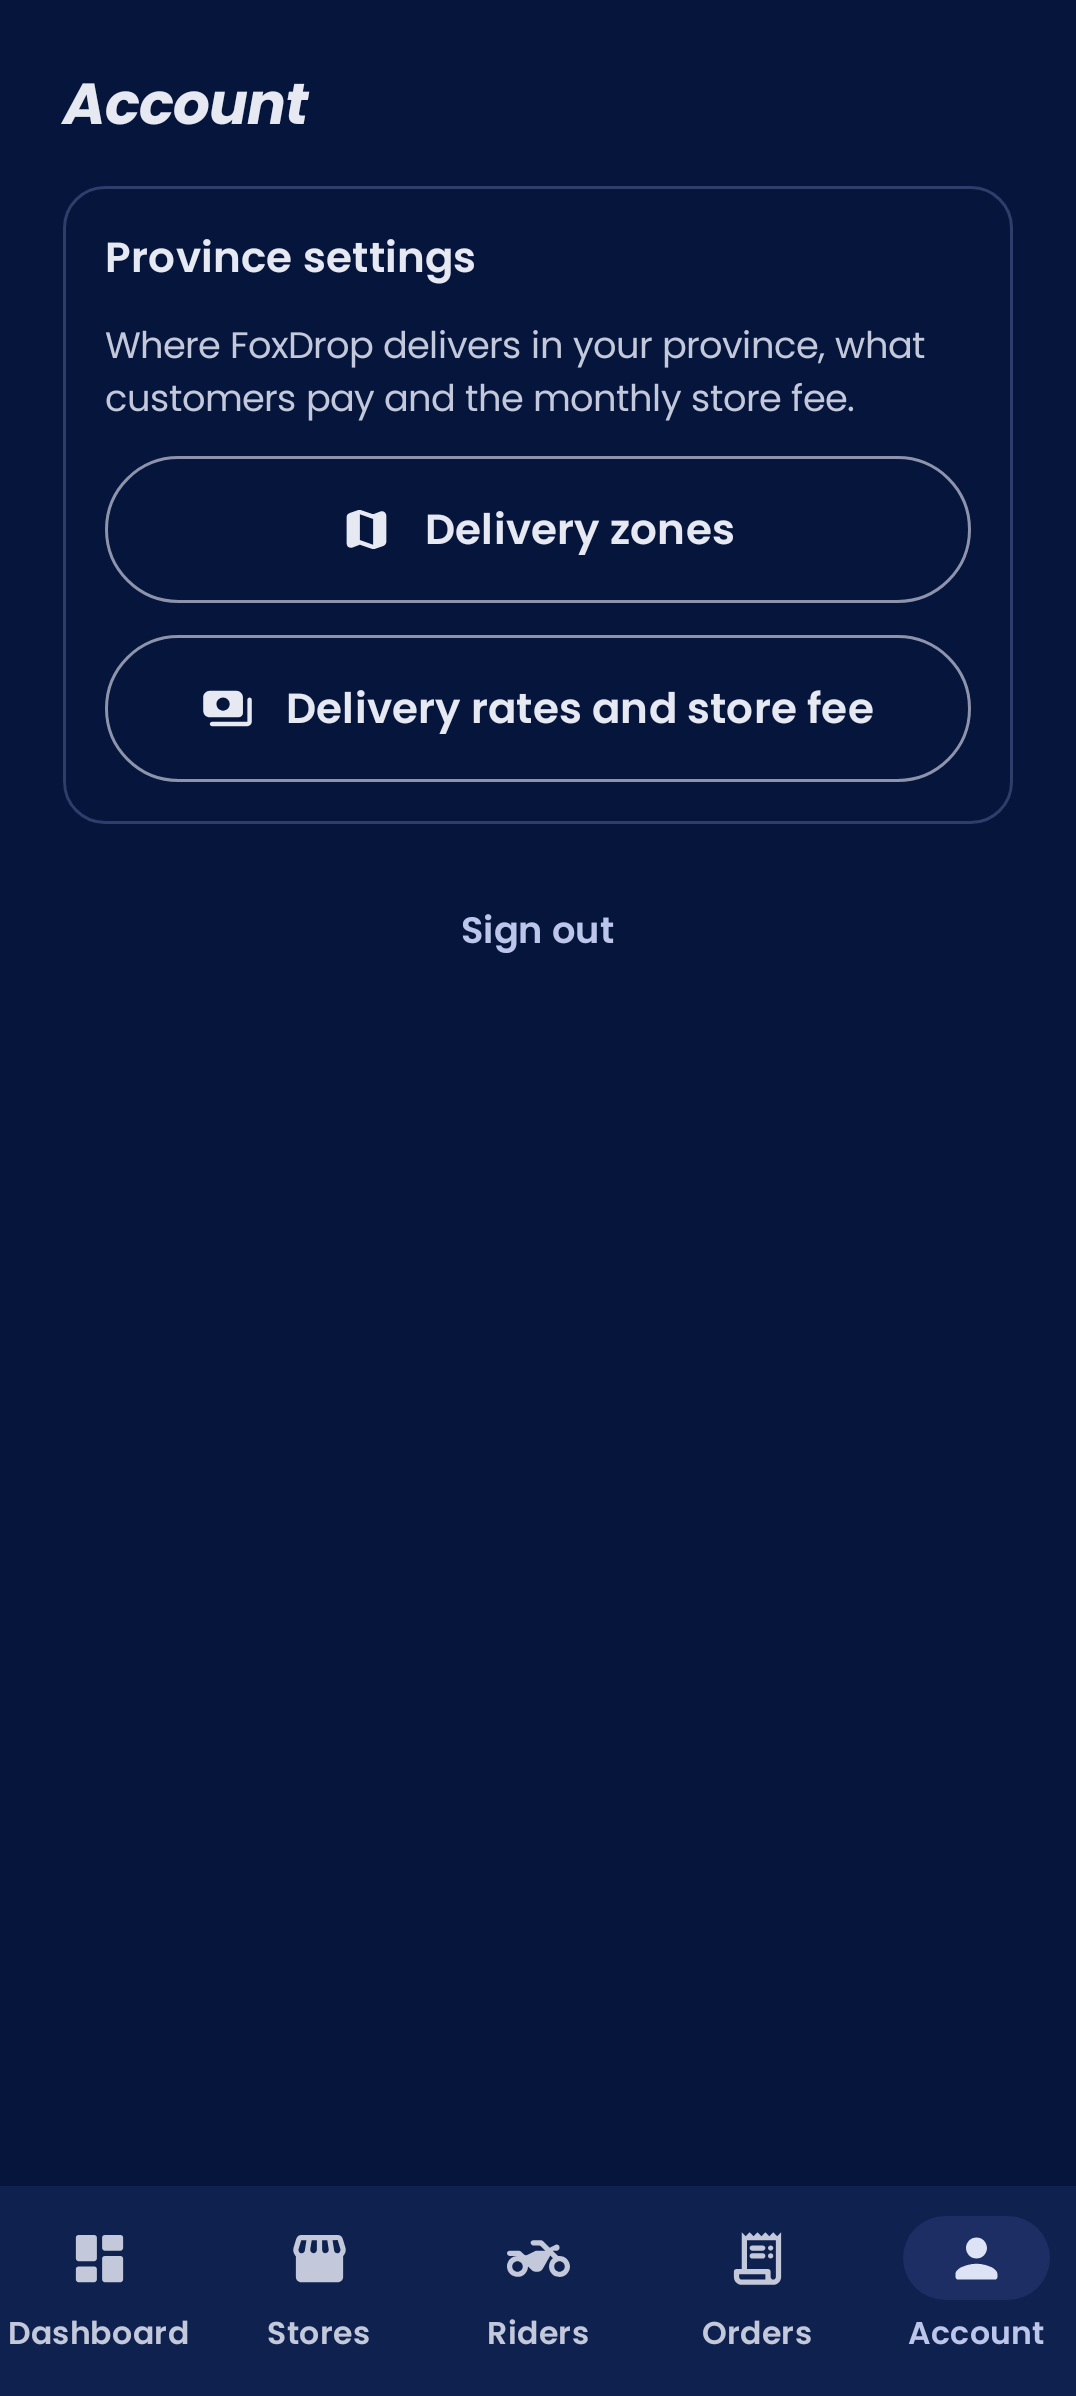 Account
Province settings
Where FoxDrop delivers in your province, what
customers pay and the monthly store fee.
Delivery zones
Delivery rates and store fee
Sign out
Dashboard
Stores
Riders
Orders
Account